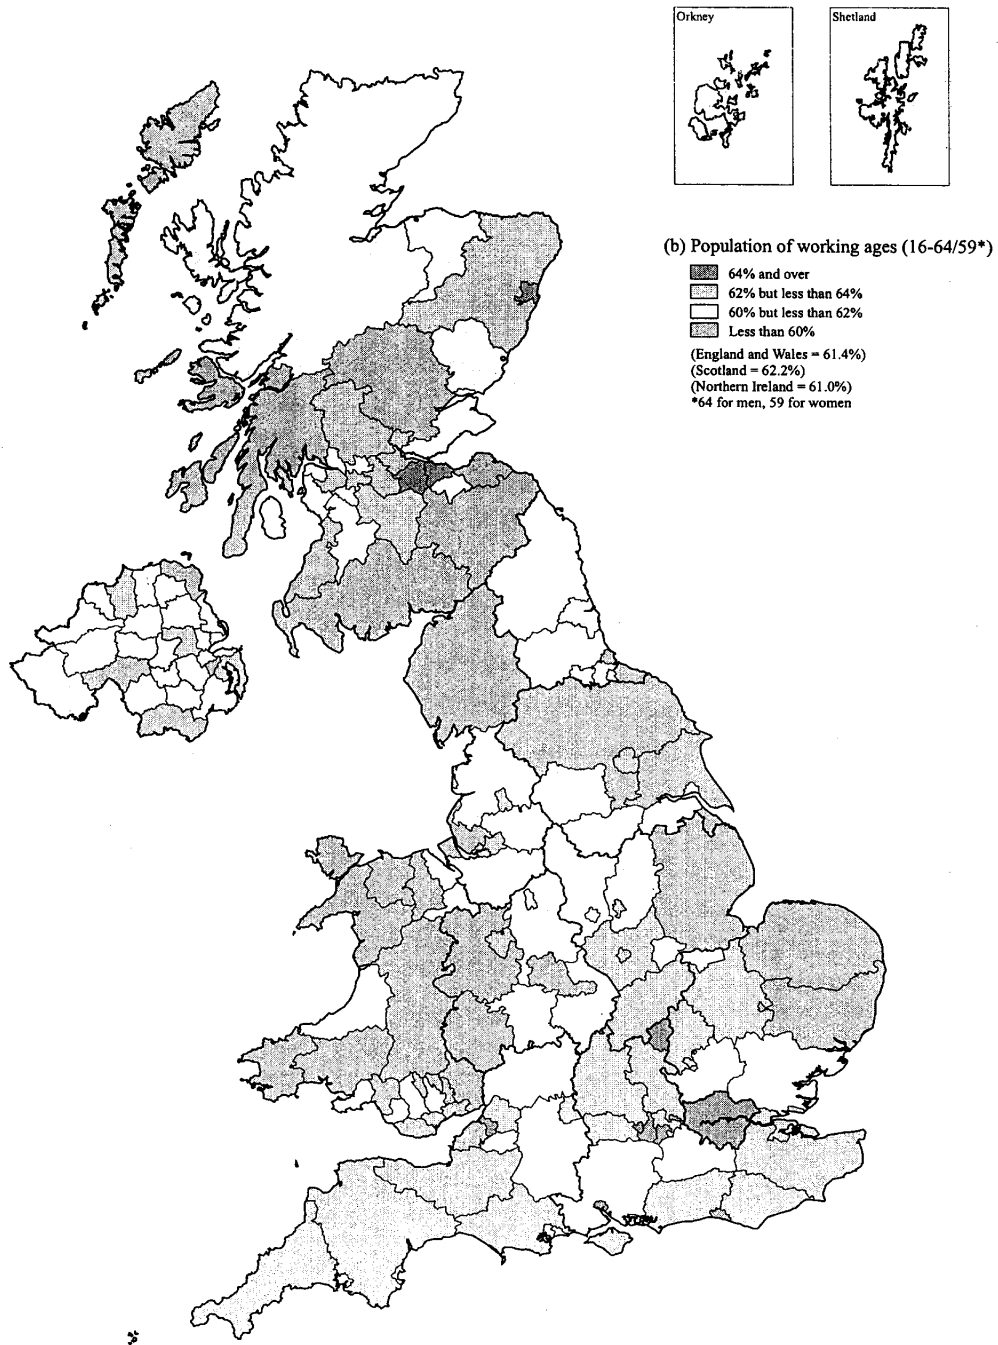 Orkney
Shetland
(b) Population of working ages (16-64/59*)
64% and over
62% but less than 64%
60% but less than 62%
Less than 60%
(England and Wales = 61.4%)
(Scotland = 62.2%)
(Northern Ireland = 61.0%)
*64 for men, 59 for women